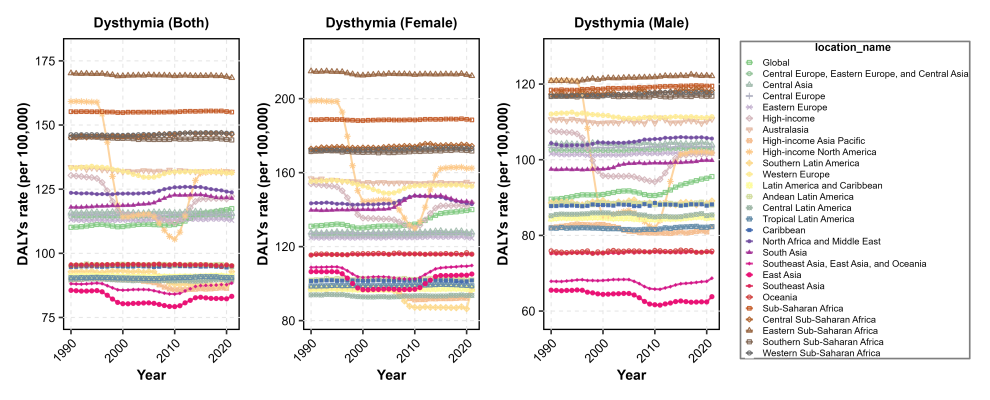 Dysthymia (Both)
Dysthymia (Female)
Dysthymia (Male)
DALYs rate (per 100,000)
175
150
125
100
75
1990
2000
2010
2020
Year
DALYs rate (per 100,000)
200
160
120
80
1990
2000
2010
2020
Year
DALYs rate (per 100,000)
120
100
80
60
1990
2000
2010
2020
Year
location_name
Global
Central Europe, Eastern Europe, and Central Asia
Central Asia
Central Europe
Eastern Europe
High-income
Australasia
High-income Asia Pacific
High-income North America
Southern Latin America
Western Europe
Latin America and Caribbean
Andean Latin America
Central Latin America
Tropical Latin America
Caribbean
North Africa and Middle East
South Asia
Southeast Asia, East Asia, and Oceania
East Asia
Southeast Asia
Oceania
Sub-Saharan Africa
Central Sub-Saharan Africa
Eastern Sub-Saharan Africa
Southern Sub-Saharan Africa
Western Sub-Saharan Africa